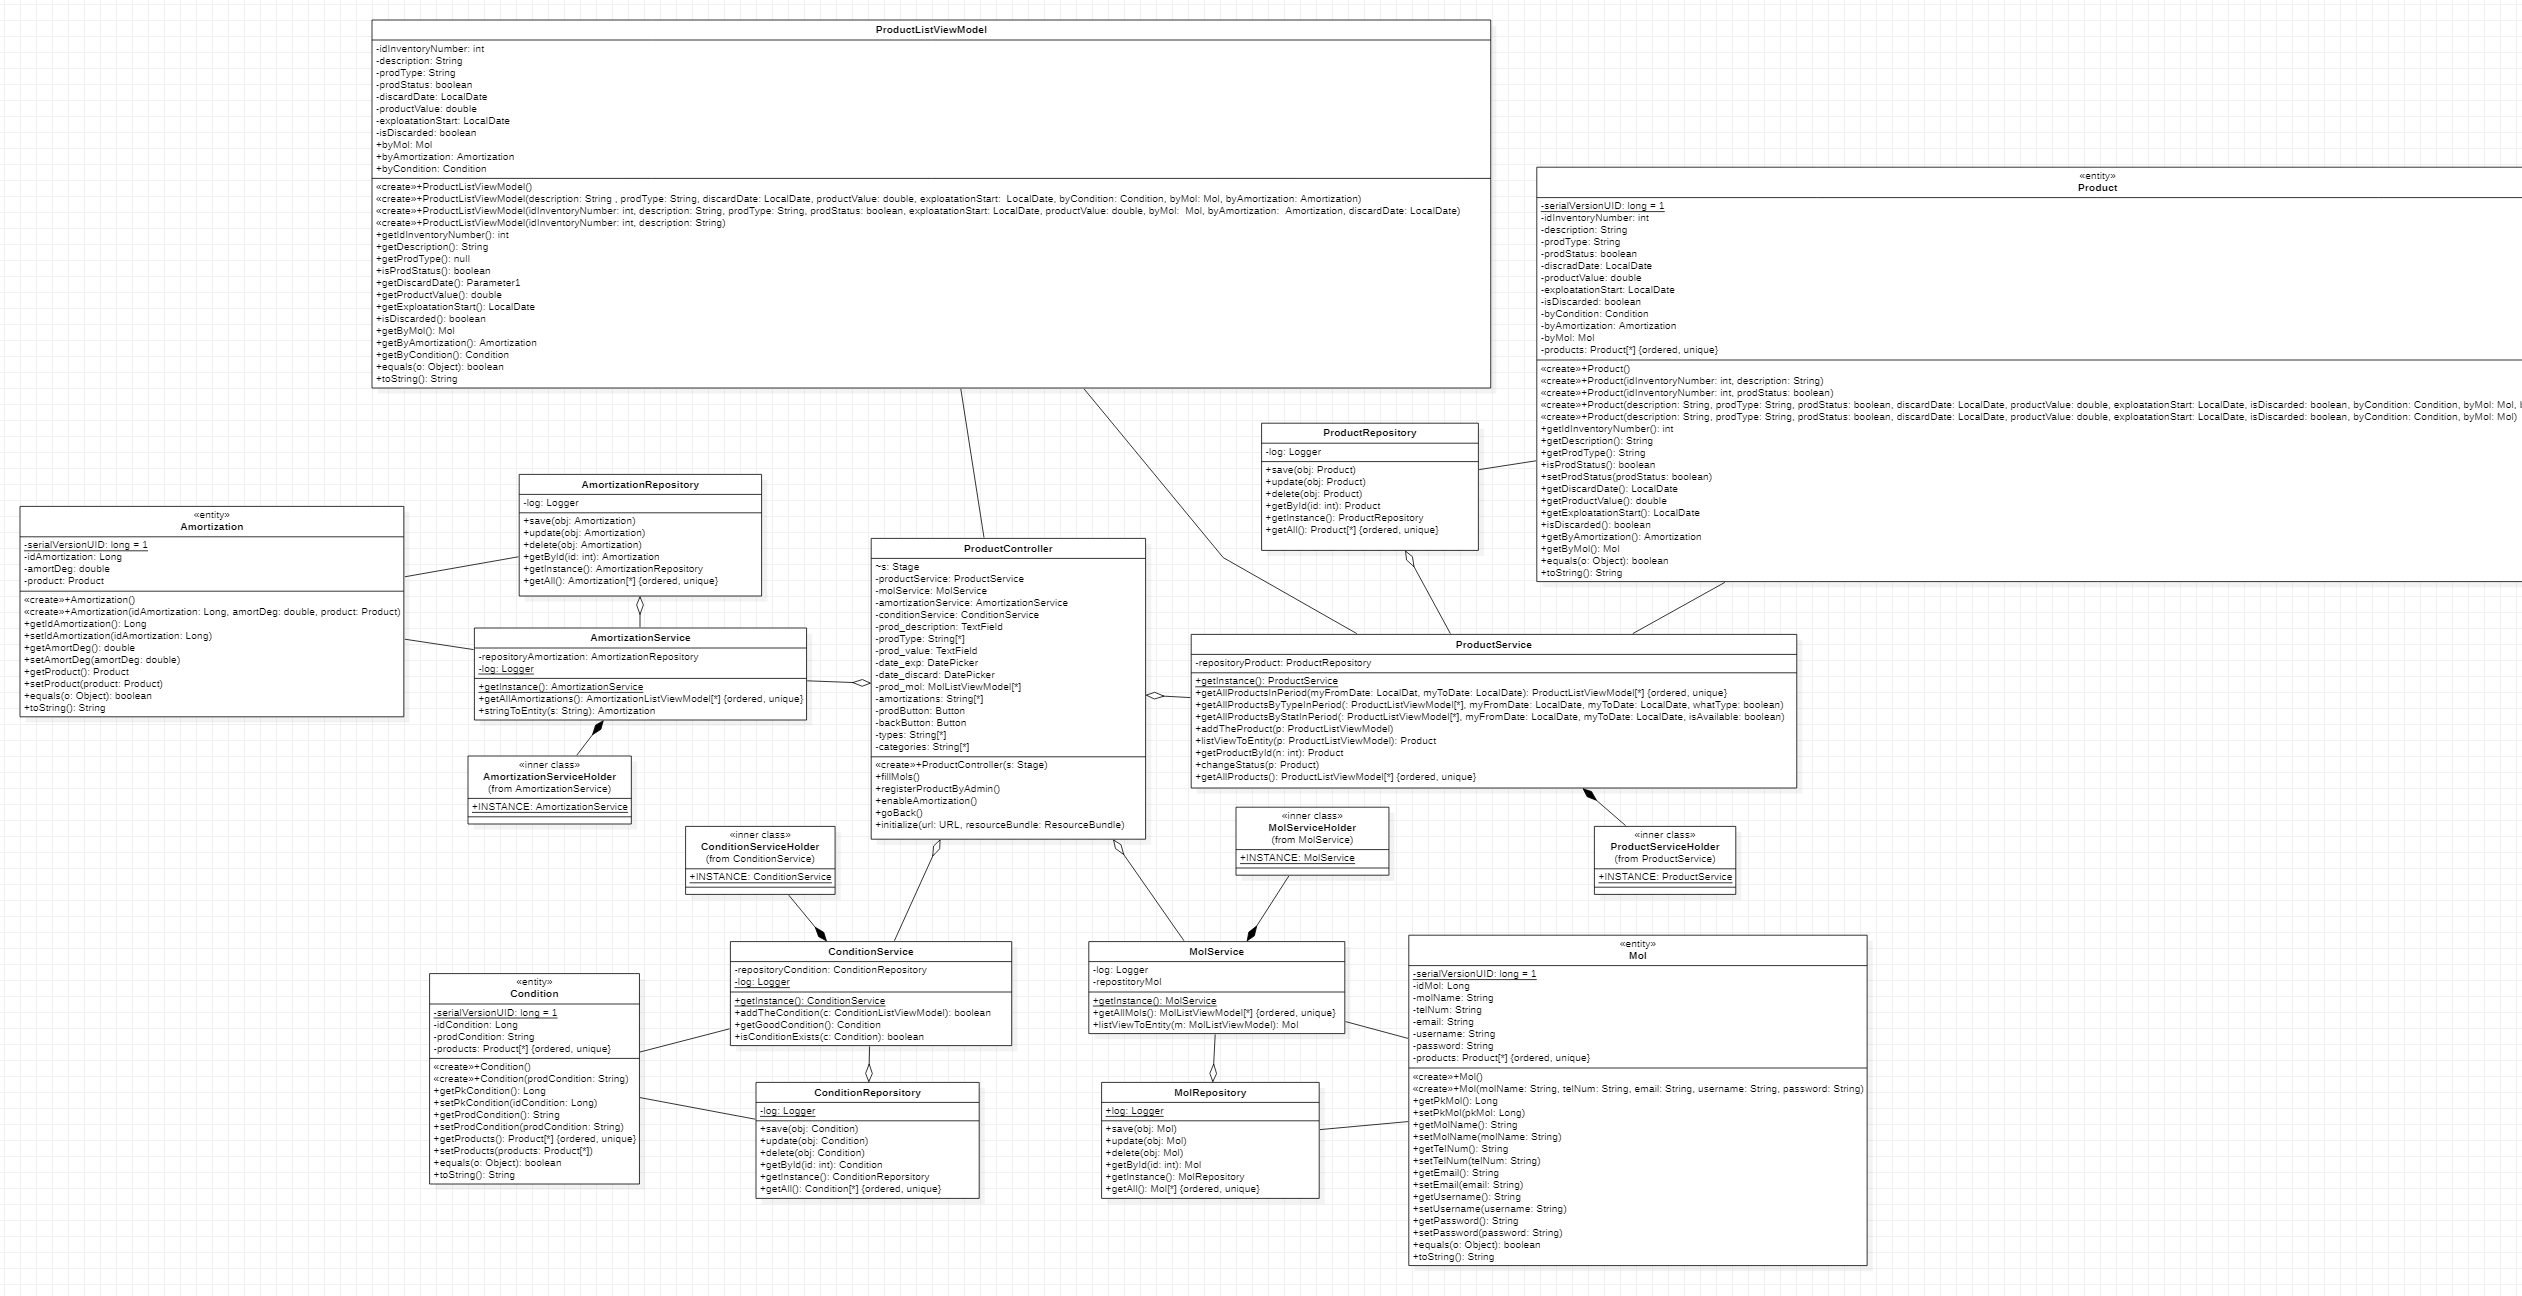 ProductListViewModel
-idInventoryNumber: int
-description: String
-prodType: String
-prodStatus: boolean
-discardDate: LocalDate
-productValue: double
-exploatationStart: LocalDate
-isDiscarded: boolean
+byMol: Mol
+byAmortization: Amortization
+byCondition: Condition
«create»+ProductListViewModel()
«create»+ProductListViewModel(description: String , prodType: String, discardDate: LocalDate, productValue: double, exploatationStart:  LocalDate, byCondition: Condition, byMol: Mol, byAmortization: Amortization)
«create»+ProductListViewModel(idInventoryNumber: int, description: String, prodType: String, prodStatus: boolean, exploatationStart: LocalDate, productValue: double, byMol:  Mol, byAmortization:  Amortization, discardDate: LocalDate)
«create»+ProductListViewModel(idInventoryNumber: int, description: String)
+getIdInventoryNumber(): int
+getDescription(): String
+getProdType(): null
+isProdStatus(): boolean
+getDiscardDate(): Parameter1
+getProductValue(): double
+getExploatationStart(): LocalDate
+isDiscarded(): boolean
+getByMol(): Mol
+getByAmortization(): Amortization
+getByCondition(): Condition
+equals(o: Object): boolean
+toString(): String
«entity»
Product
-serialVersionUID: long = 1
-idInventoryNumber: int
-description: String
-prodType: String
-prodStatus: boolean
-discradDate: LocalDate
-productValue: double
-exploatationStart: LocalDate
-isDiscarded: boolean
-byCondition: Condition
-byAmortization: Amortization
-byMol: Mol
-products: Product[*] {ordered, unique}
«create»+Product()
«create»+Product(idInventoryNumber: int, description: String)
«create»+Product(idInventoryNumber: int, prodStatus: boolean)
«create»+Product(description: String, prodType: String, prodStatus: boolean, discardDate: LocalDate, productValue: double, exploatationStart: LocalDate, isDiscarded: boolean, byCondition: Condition, byMol: Mol,
«create»+Product(description: String, prodType: String, prodStatus: boolean, discardDate: LocalDate, productValue: double, exploatationStart: LocalDate, isDiscarded: boolean, byCondition: Condition, byMol: Mol)
+getIdInventoryNumber(): int
+getDescription(): String
+getProdType(): String
+isProdStatus(): boolean
+setProdStatus(prodStatus: boolean)
+getDiscardDate(): LocalDate
+getProductValue(): double
+getExploatationStart(): LocalDate
+isDiscarded(): boolean
+getByAmortization(): Amortization
+getByMol(): Mol
+equals(o: Object): boolean
+toString(): String
ProductRepository
-log: Logger
+save(obj: Product)
+update(obj: Product)
+delete(obj: Product)
+getById(id: int): Product
+getInstance(): ProductRepository
+getAll(): Product[*] {ordered, unique}
AmortizationRepository
-log: Logger
+save(obj: Amortization)
+update(obj: Amortization)
+delete(obj: Amortization)
+getById(id: int): Amortization
+getInstance(): AmortizationRepository
+getAll(): Amortization[*] {ordered, unique}
«entity»
Amortization
-serialVersionUID: long = 1
-idAmortization: Long
-amortDeg: double
-product: Product
«create»+Amortization()
«create»+Amortization(idAmortization: Long, amortDeg: double, product: Product)
+getIdAmortization(): Long
+setIdAmortization(idAmortization: Long)
+getAmortDeg(): double
+setAmortDeg(amortDeg: double)
+getProduct(): Product
+setProduct(product: Product)
+equals(o: Object): boolean
+toString(): String
ProductController
~s: Stage
-productService: ProductService
-molService: MolService
-amortizationService: AmortizationService
-conditionService: ConditionService
-prod_description: TextField
-prodType: String[*]
-prod_value: TextField
-date_exp: DatePicker
-date_discard: DatePicker
-prod_mol: MolListViewModel[*]
-amortizations: String[*]
-prodButton: Button
-backButton: Button
-types: String[*]
-categories: String[*]
«create»+ProductController(s: Stage)
+fillMols()
+registerProductByAdmin()
+enableAmortization()
+goBack()
+initialize(url: URL, resourceBundle: ResourceBundle)
AmortizationService
-repositoryAmortization: AmortizationRepository
-log: Logger
+getInstance(): AmortizationService
+getAllAmortizations(): AmortizationListViewModel[*] {ordered, unique}
+stringToEntity(s: String): Amortization
ProductService
-repositoryProduct: ProductRepository
+getInstance(): ProductService
+getAllProductsInPeriod(myFromDate: LocalDat, myToDate: LocalDate): ProductListViewModel[*] {ordered, unique}
+getAllProductsByTypeInPeriod(: ProductListViewModel[*], myFromDate: LocalDate, myToDate: LocalDate, whatType: boolean)
+getAllProductsByStatInPeriod(: ProductListViewModel[*], myFromDate: LocalDate, myToDate: LocalDate, isAvailable: boolean)
+addTheProduct(p: ProductListViewModel)
+listViewToEntity(p: ProductListViewModel): Product
+getProductById(n: int): Product
+changeStatus(p: Product)
+getAllProducts(): ProductListViewModel[*] {ordered, unique}
«inner class»
AmortizationServiceHolder
(from AmortizationService)
+INSTANCE: AmortizationService
«inner class»
ConditionServiceHolder
(from ConditionService)
+INSTANCE: ConditionService
«inner class»
MolServiceHolder
(from MolService)
+INSTANCE: MolService
«inner class»
ProductServiceHolder
(from ProductService)
+INSTANCE: ProductService
ConditionService
-repositoryCondition: ConditionRepository
-log: Logger
+getInstance(): ConditionService
+addTheCondition(c: ConditionListViewModel): boolean
+getGoodCondition(): Condition
+isConditionExists(c: Condition): boolean
MolService
-log: Logger
-repostitoryMol
+getInstance(): MolService
+getAllMols(): MolListViewModel[*] {ordered, unique}
+listViewToEntity(m: MolListViewModel): Mol
«entity»
Mol
-serialVersionUID: long = 1
-idMol: Long
-molName: String
-telNum: String
-email: String
-username: String
-password: String
-products: Product[*] {ordered, unique}
«create»+Mol()
«create»+Mol(molName: String, telNum: String, email: String, username: String, password: String)
+getPkMol(): Long
+setPkMol(pkMol: Long)
+getMolName(): String
+setMolName(molName: String)
+getTelNum(): String
+setTelNum(telNum: String)
+getEmail(): String
+setEmail(email: String)
+getUsername(): String
+setUsername(username: String)
+getPassword(): String
+setPassword(password: String)
+equals(o: Object): boolean
+toString(): String
«entity»
Condition
-serialVersionUID: long = 1
-idCondition: Long
-prodCondition: String
-products: Product[*] {ordered, unique}
«create»+Condition()
«create»+Condition(prodCondition: String)
+getPkCondition(): Long
+setPkCondition(idCondition: Long)
+getProdCondition(): String
+setProdCondition(prodCondition: String)
+getProducts(): Product[*] {ordered, unique}
+setProducts(products: Product[*])
+equals(o: Object): boolean
+toString(): String
ConditionReporsitory
-log: Logger
+save(obj: Condition)
+update(obj: Condition)
+delete(obj: Condition)
+getById(id: int): Condition
+getInstance(): ConditionReporsitory
+getAll(): Condition[*] {ordered, unique}
MolRepository
+log: Logger
+save(obj: Mol)
+update(obj: Mol)
+delete(obj: Mol)
+getById(id: int): Mol
+getInstance(): MolRepository
+getAll(): Mol[*] {ordered, unique}